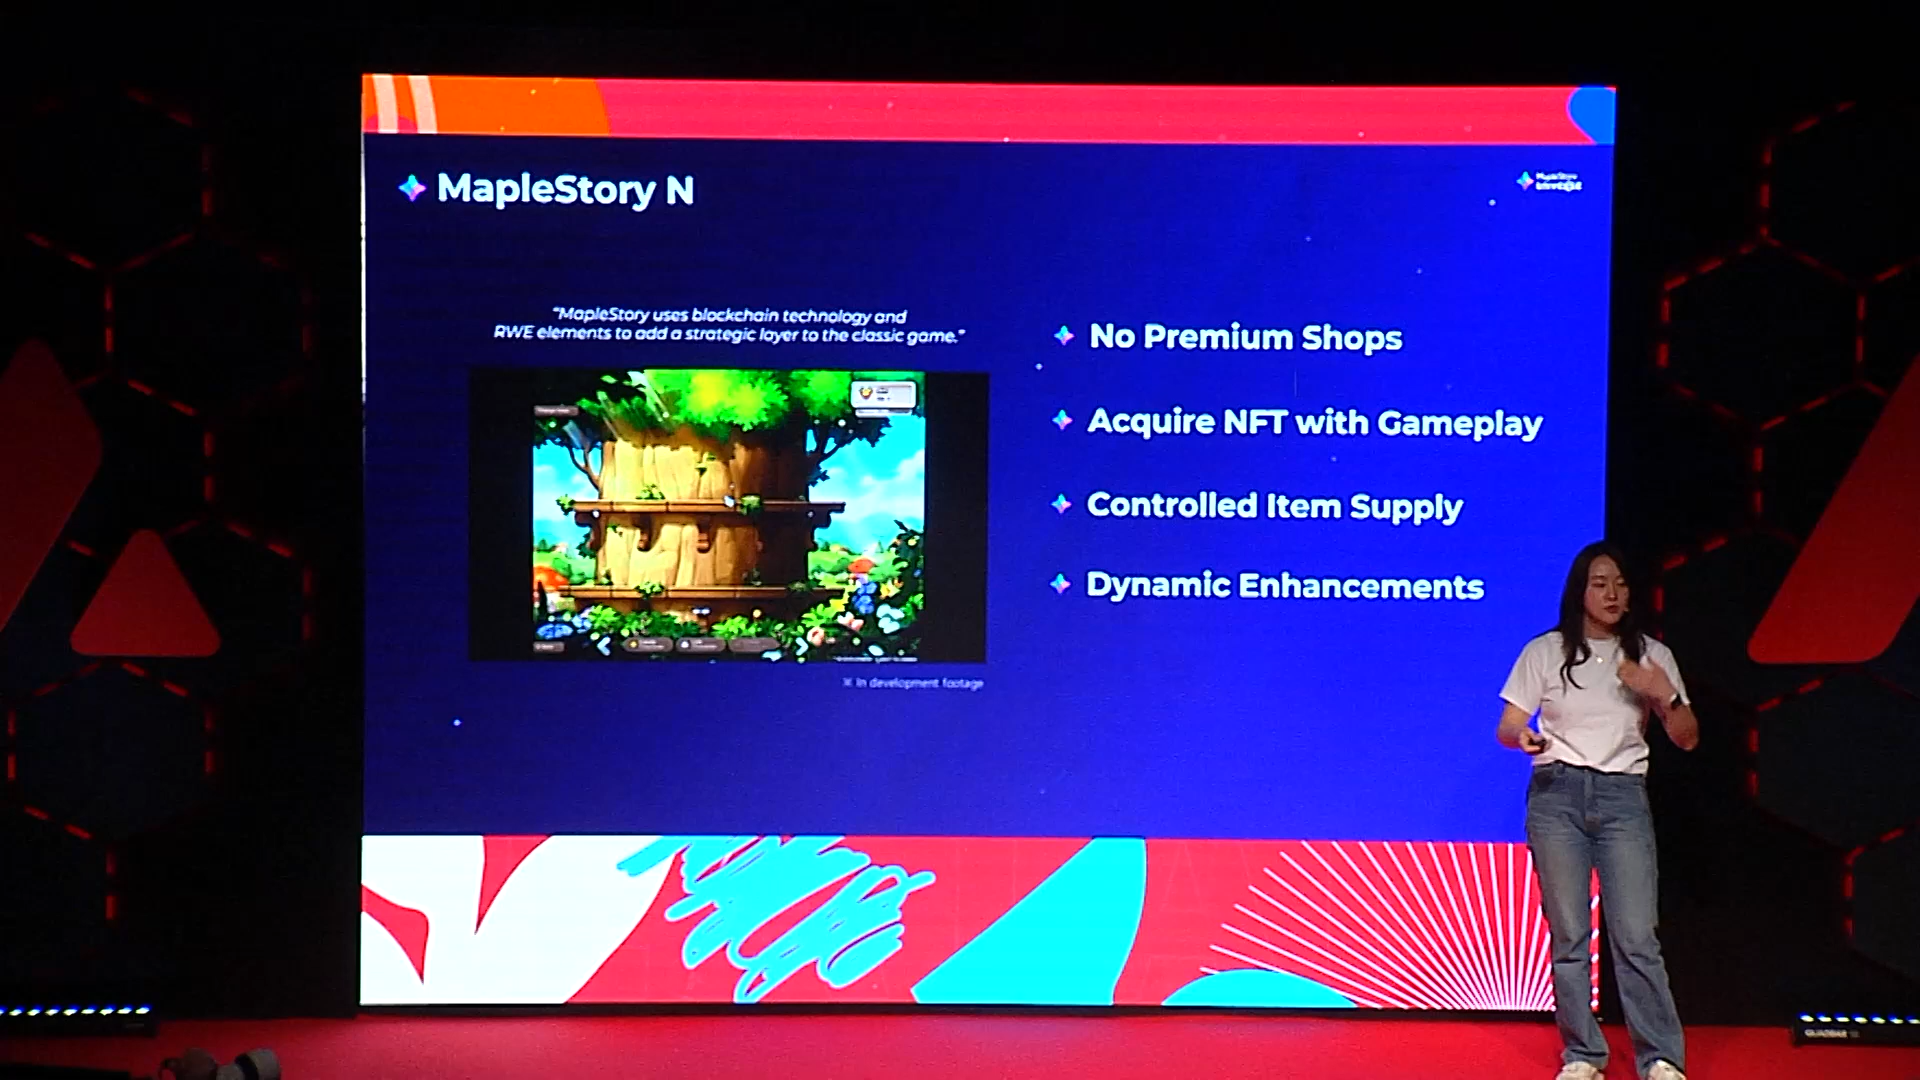 MapleStory N
MapleStory
"MapleStory uses blockchain technology and
RWE elements to add a strategic layer to the classic game."
No Premium Shops
Acquire NFT with Gameplay
Controlled Item Supply
Dynamic Enhancements
※ In development footage